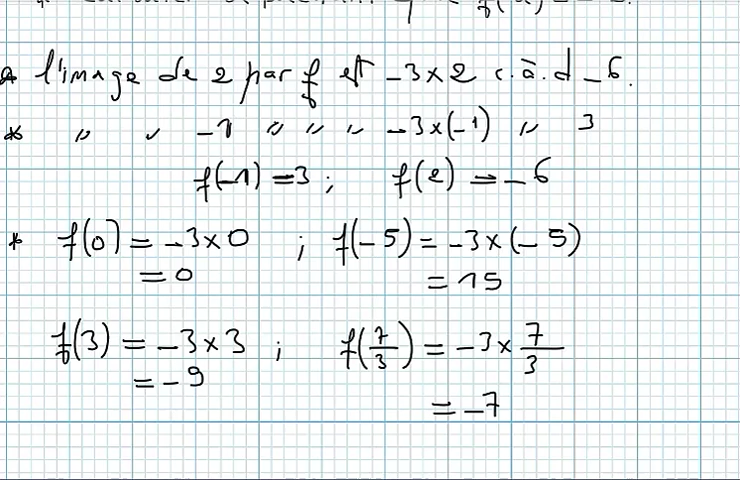 * l'image de 2 par f est -3×2 c.à.d -6.
* " " -1 " " " -3×(-1) " 3
f(-1) = 3 ; f(2) = -6
* f(0) = -3×0 ; f(-5) = -3×(-5)
= 0 = 15
f(3) = -3×3 ; f(7/3) = -3×7/3
= -9
= -7